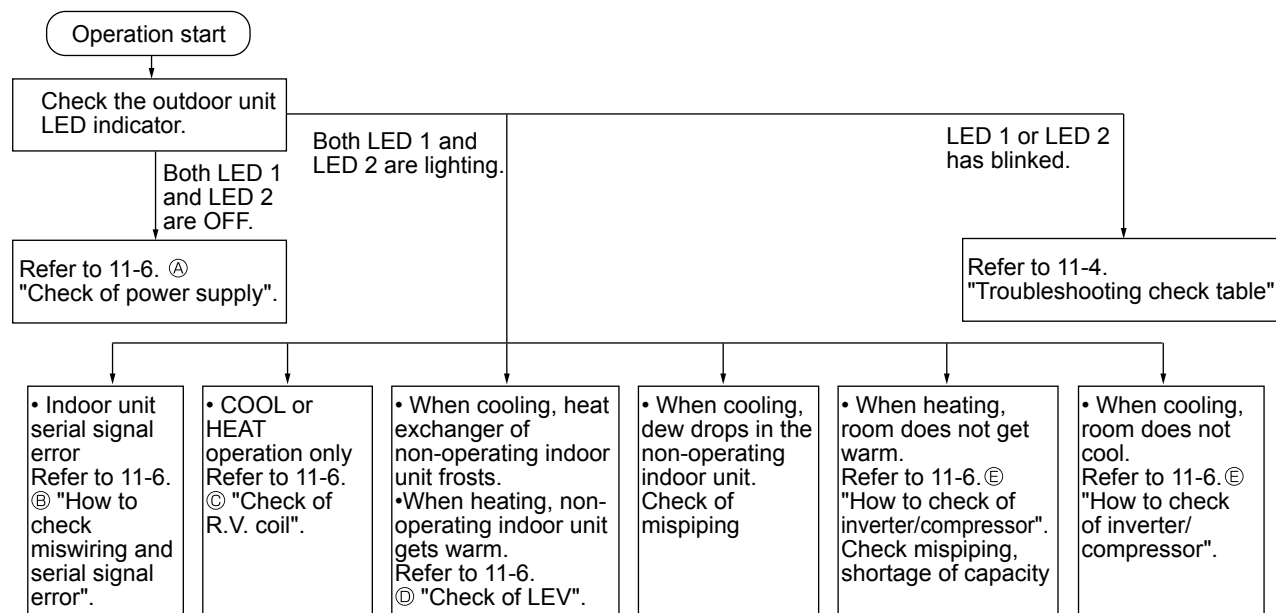 Operation start
Check the outdoor unit
LED indicator.
Both LED 1
and LED 2
are OFF.
Both LED 1 and
LED 2 are lighting.
LED 1 or LED 2
has blinked.
Refer to 11-6. Ⓐ
"Check of power supply".
Refer to 11-4.
"Troubleshooting check table"
• Indoor unit
serial signal
error
Refer to 11-6.
Ⓑ "How to
check
miswiring and
serial signal
error".
• COOL or
HEAT
operation only
Refer to 11-6.
Ⓒ "Check of
R.V. coil".
• When cooling, heat
exchanger of
non-operating indoor
unit frosts.
•When heating, non-
operating indoor unit
gets warm.
Refer to 11-6.
Ⓓ "Check of LEV".
• When cooling,
dew drops in the
non-operating
indoor unit.
Check of
mispiping
• When heating,
room does not get
warm.
Refer to 11-6.Ⓔ
"How to check of
inverter/compressor".
Check mispiping,
shortage of capacity
• When cooling,
room does not
cool.
Refer to 11-6.Ⓔ
"How to check
of inverter/
compressor".